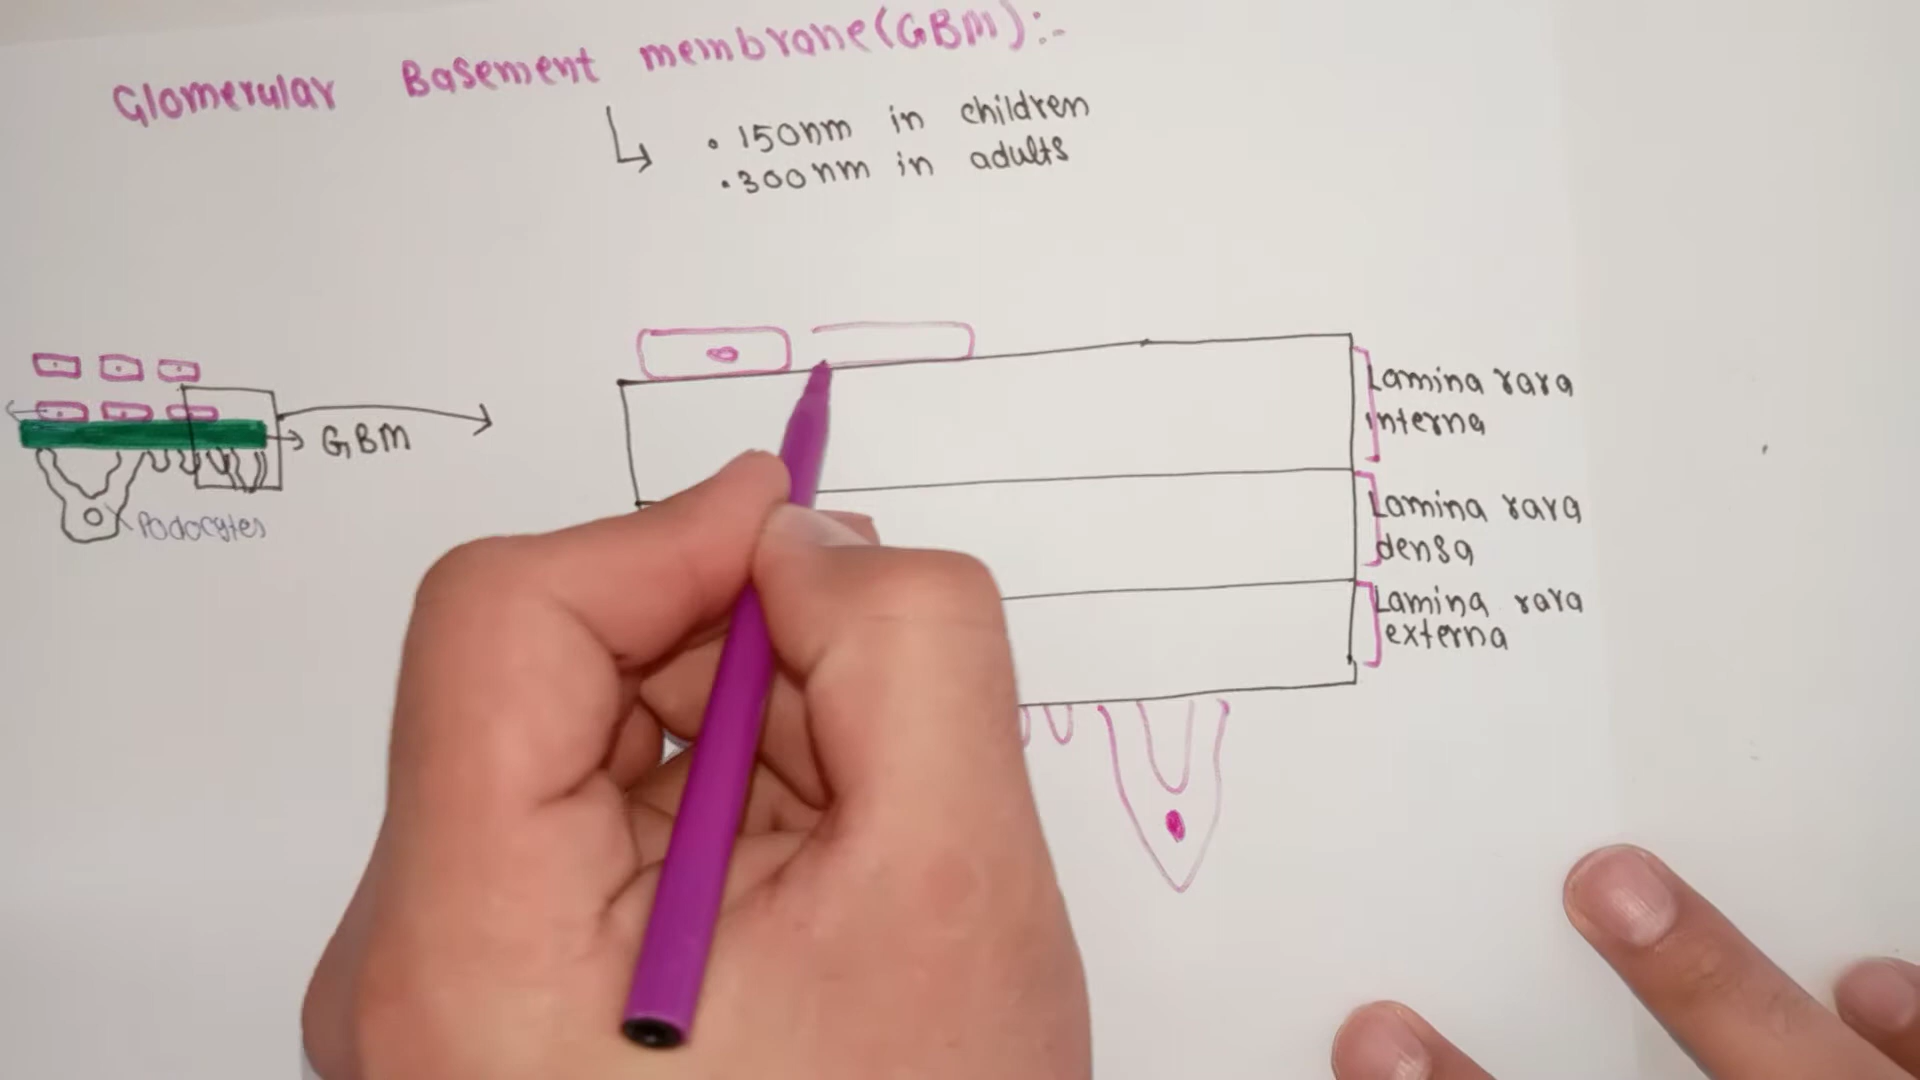 Glomerular Basement membrane (GBM):-
• 150nm in children
• 300nm in adults
GBM
Podocytes
Lamina rara
interna
Lamina rara
densa
Lamina rara
externa